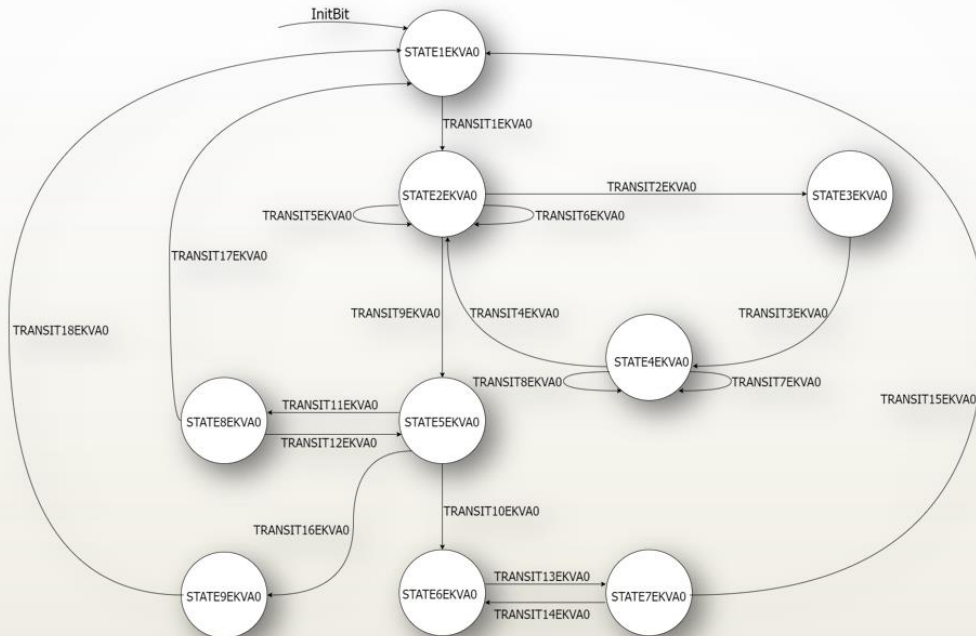 InitBit
STATE1EKVA0
TRANSIT1EKVA0
STATE2EKVA0
TRANSIT2EKVA0
STATE3EKVA0
TRANSIT5EKVA0
TRANSIT6EKVA0
TRANSIT17EKVA0
TRANSIT9EKVA0
TRANSIT4EKVA0
TRANSIT3EKVA0
TRANSIT18EKVA0
STATE4EKVA0
TRANSIT8EKVA0
TRANSIT7EKVA0
TRANSIT15EKVA0
TRANSIT11EKVA0
STATE8EKVA0
STATE5EKVA0
TRANSIT12EKVA0
TRANSIT16EKVA0
TRANSIT10EKVA0
TRANSIT13EKVA0
STATE9EKVA0
STATE6EKVA0
STATE7EKVA0
TRANSIT14EKVA0